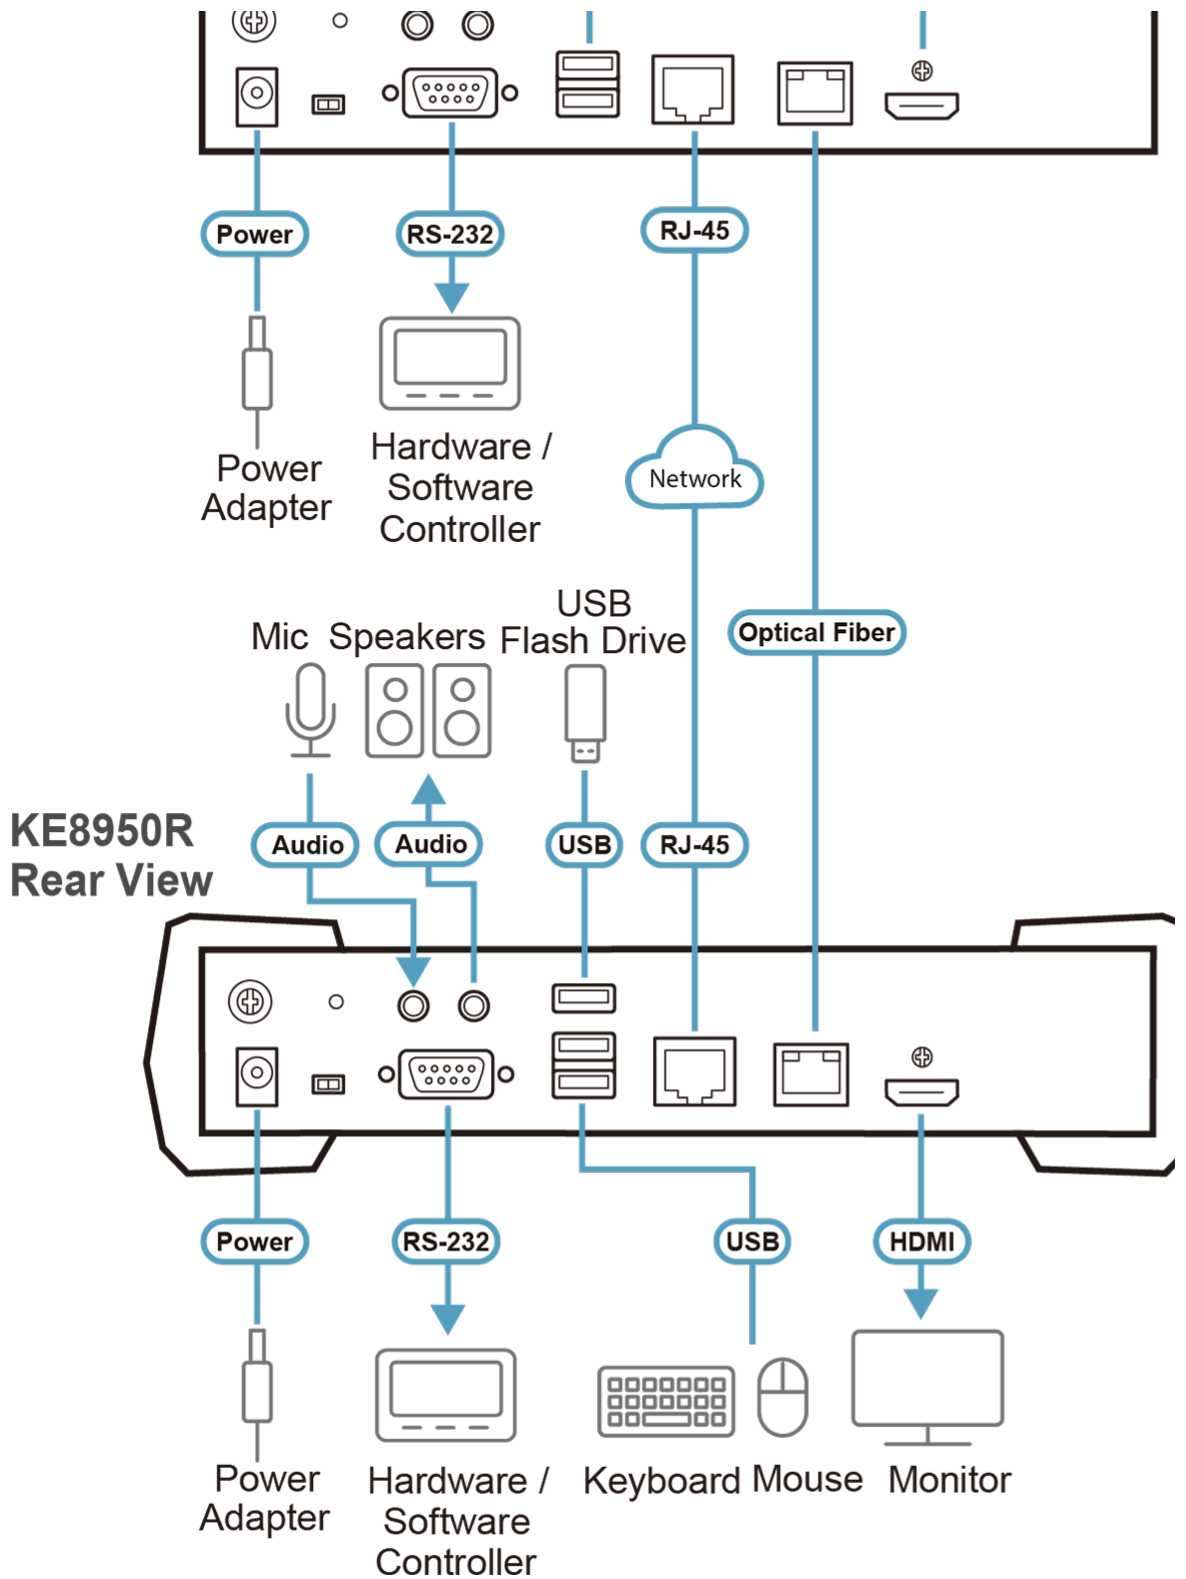 Power
RS-232
RJ-45
Power
Adapter
Hardware /
Software
Controller
Network
Optical Fiber
Mic
Speakers
USB
Flash Drive
KE8950R
Rear View
Audio
Audio
USB
RJ-45
Power
RS-232
USB
HDMI
Power
Adapter
Hardware /
Software
Controller
Keyboard
Mouse
Monitor